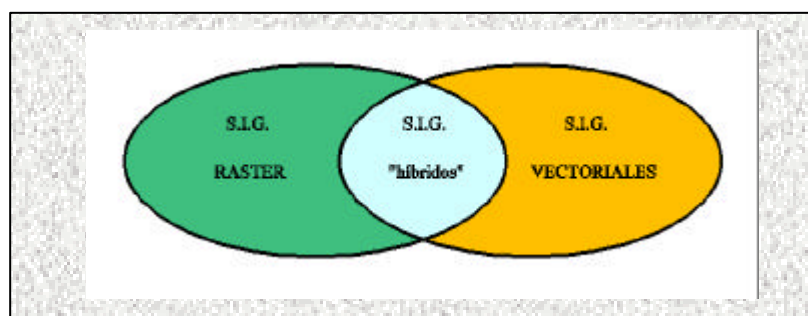 S.I.G.
RASTER
S.I.G.
"híbridos"
S.I.G.
VECTORIALES